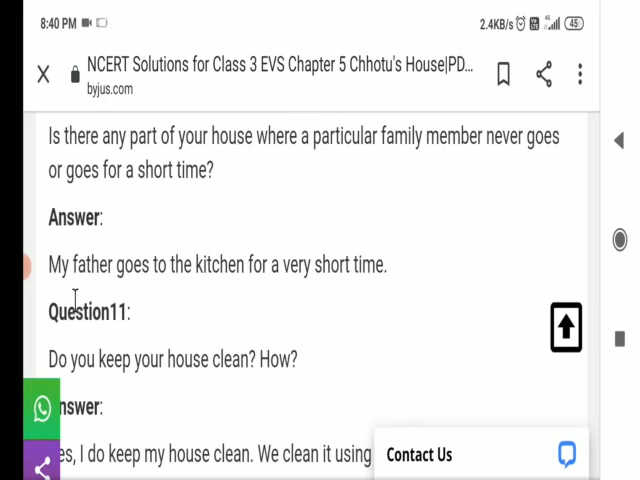 8:40 PM
2.4KB/s 4G 45
NCERT Solutions for Class 3 EVS Chapter 5 Chhotu's House|PD...
byjus.com
Is there any part of your house where a particular family member never goes
or goes for a short time?
Answer:
My father goes to the kitchen for a very short time.
Question11:
Do you keep your house clean? How?
nswer:
es, I do keep my house clean. We clean it using
Contact Us